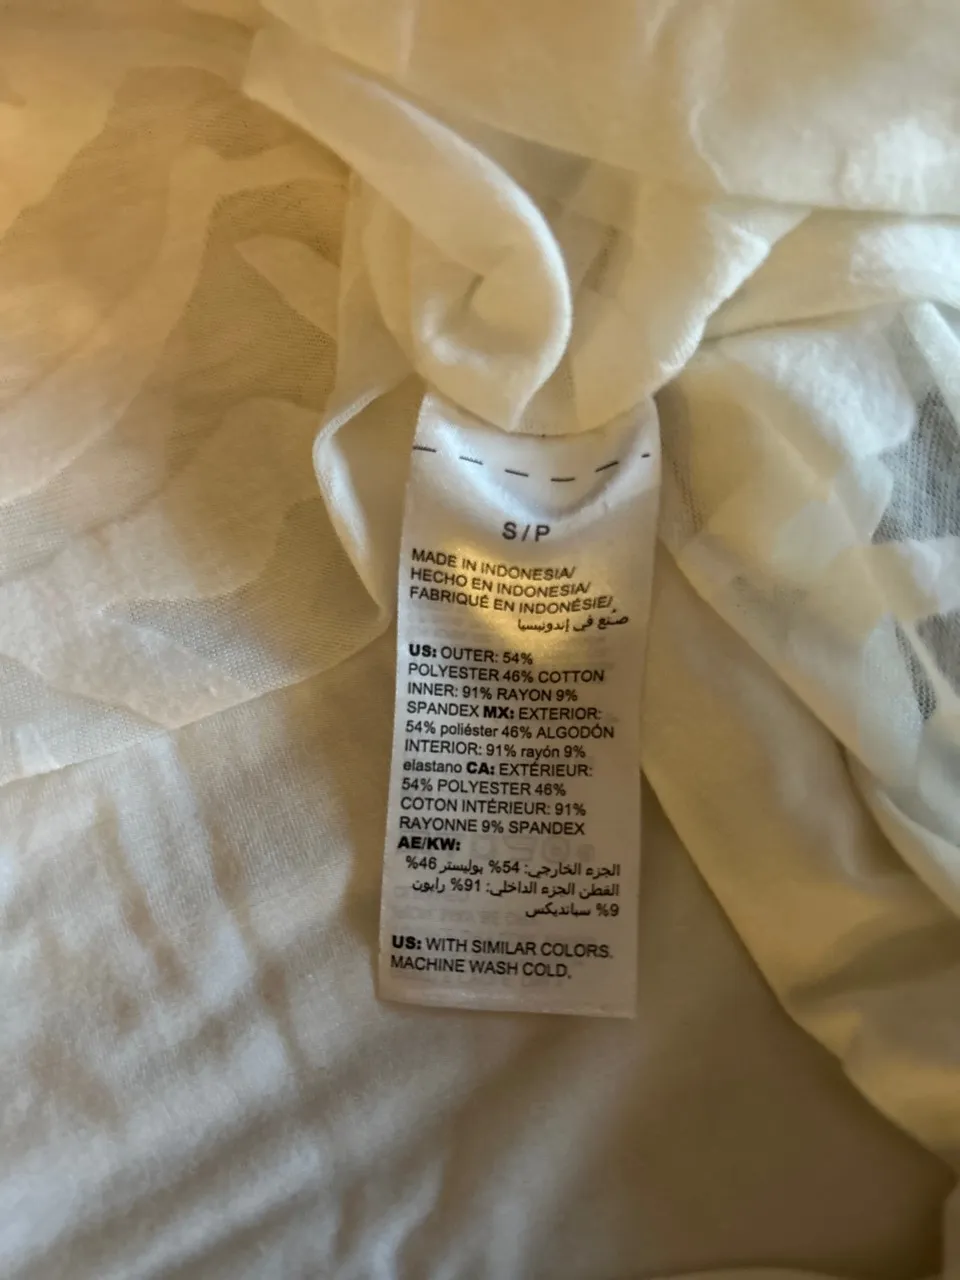 S/P
MADE IN INDONESIA/
HECHO EN INDONESIA/
FABRIQUÉ EN INDONÉSIE/
صُنع في إندونيسيا
US: OUTER: 54%
POLYESTER 46% COTTON
INNER: 91% RAYON 9%
SPANDEX MX: EXTERIOR:
54% poliéster 46% ALGODÓN
INTERIOR: 91% rayón 9%
elastano CA: EXTÉRIEUR:
54% POLYESTER 46%
COTON INTÉRIEUR: 91%
RAYONNE 9% SPANDEX
AE/KW:
الجزء الخارجي: 54% بوليستر 46%
القطن الجزء الداخلي: 91% رايون
9% سباندیکس
US: WITH SIMILAR COLORS.
MACHINE WASH COLD,